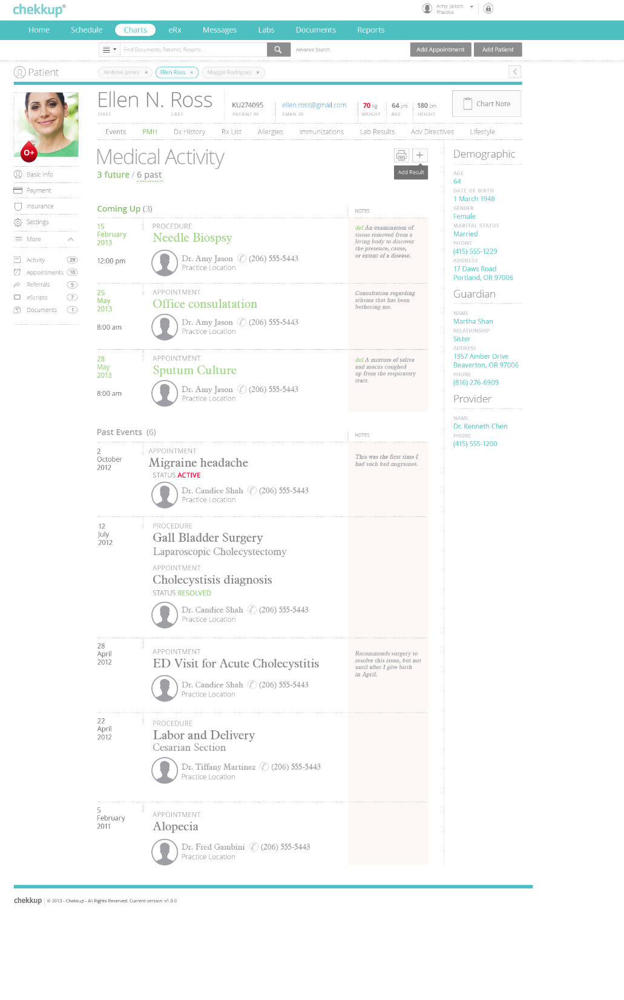 chekkup®
Amy Jason
Practice
Home Schedule Charts eRx Messages Labs Documents Reports
Find Documents, Patients, Reoprts ...
Advance Search
Add Appointment
Add Patient
Patient
Andrew James ×
Ellen Ross ×
Maggie Rodriguez ×
Ellen N. Ross
FIRST LAST
KU274095
PATIENT ID
ellen.ross@gmail.com
EMAIL ID
70 kg
WEIGHT
64 yrs
AGE
180 cm
HEIGHT
Chart Note
O+
Events PMH Dx History Rx List Allergies Immunizations Lab Results Adv Directives Lifestyle
Basic Info
Payment
Insurance
Settings
More
Activity 29
Appointments 10
Referrals 5
eScripts 7
Documents 1
Medical Activity
3 future / 6 past
Add Result
Coming Up (3)
NOTES
15
February
2013
12:00 pm
PROCEDURE
Needle Biospsy
Dr. Amy Jason (206) 555-5443
Practice Location
def An examination of
tissue removed from a
living body to discover
the presence, cause,
or extent of a disease.
25
May
2013
8:00 am
APPOINTMENT
Office consulatation
Dr. Amy Jason (206) 555-5443
Practice Location
Consultation regarding
athsma that has been
bothering me.
28
May
2013
8:00 am
APPOINTMENT
Sputum Culture
Dr. Amy Jason (206) 555-5443
Practice Location
def A mixture of saliva
and mucus coughed
up from the respiratory
tract.
Past Events (6)
NOTES
2
October
2012
APPOINTMENT
Migraine headache
STATUS ACTIVE
Dr. Candice Shah (206) 555-5443
Practice Location
This was the first time I
had such bad migraines.
12
July
2012
PROCEDURE
Gall Bladder Surgery
Laparoscopic Cholecystectomy
APPOINTMENT
Cholecystisis diagnosis
STATUS RESOLVED
Dr. Candice Shah (206) 555-5443
Practice Location
28
April
2012
APPOINTMENT
ED Visit for Acute Cholecystitis
Dr. Candice Shah (206) 555-5443
Practice Location
Recommends surgery to
resolve this issue, but not
until after I give birth
in April.
22
April
2012
PROCEDURE
Labor and Delivery
Cesarian Section
Dr. Tiffany Martinez (206) 555-5443
Practice Location
5
February
2011
APPOINTMENT
Alopecia
Dr. Fred Gambini (206) 555-5443
Practice Location
Demographic
AGE
64
DATE OF BIRTH
1 March 1948
GENDER
Female
MARITAL STATUS
Married
PHONE
(415) 555-1229
ADDRESS
17 Daws Road
Portland, OR 97006
Guardian
NAME
Martha Shan
RELATIONSHIP
Sister
ADDRESS
1357 Amber Drive
Beaverton, OR 97006
PHONE
(816) 276-6909
Provider
NAME
Dr. Kenneth Chen
PHONE
(415) 555-1200
chekkup © 2013 - Chekkup - All Rights Reserved. Current version: v1.8.0